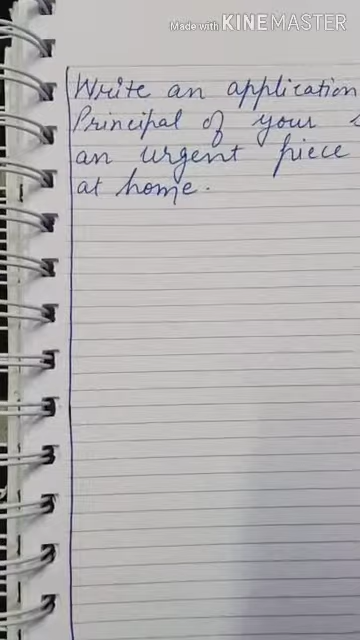 Made with KINEMASTER
Write an application
Principal of your
an urgent piece
at home.